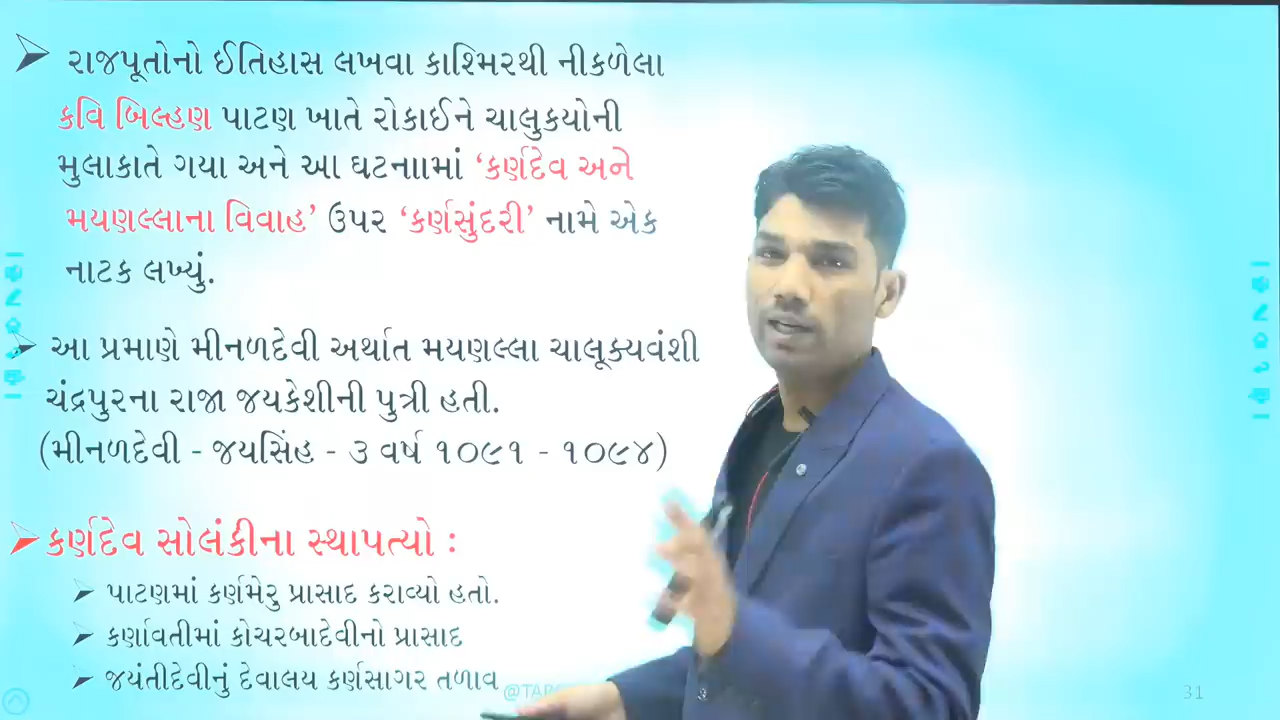 રાજપૂતોનો ઈતિહાસ લખવા કાશ્મિરથી નીકળેલા
કવિ બિલ્હણ પાટણ ખાતે રોકાઈને ચાલુકયોની
મુલાકાતે ગયા અને આ ઘટનાામાં ‘કર્ણદેવ અને
મયણલ્લાના વિવાહ’ ઉપર ‘કર્ણસુંદરી’ નામે એક
નાટક લખ્યું.
આ પ્રમાણે મીનળદેવી અર્થાત મયણલ્લા ચાલૂક્યવંશી
ચંદ્રપુરના રાજા જયકેશીની પુત્રી હતી.
(મીનળદેવી - જયસિંહ - ૩ વર્ષ ૧૦૯૧ - ૧૦૯૪)
કર્ણદેવ સોલંકીના સ્થાપત્યો :
પાટણમાં કર્ણમેરુ પ્રાસાદ કરાવ્યો હતો.
કર્ણાવતીમાં કોચરબાદેવીનો પ્રાસાદ
જયંતીદેવીનું દેવાલય કર્ણસાગર તળાવ
31